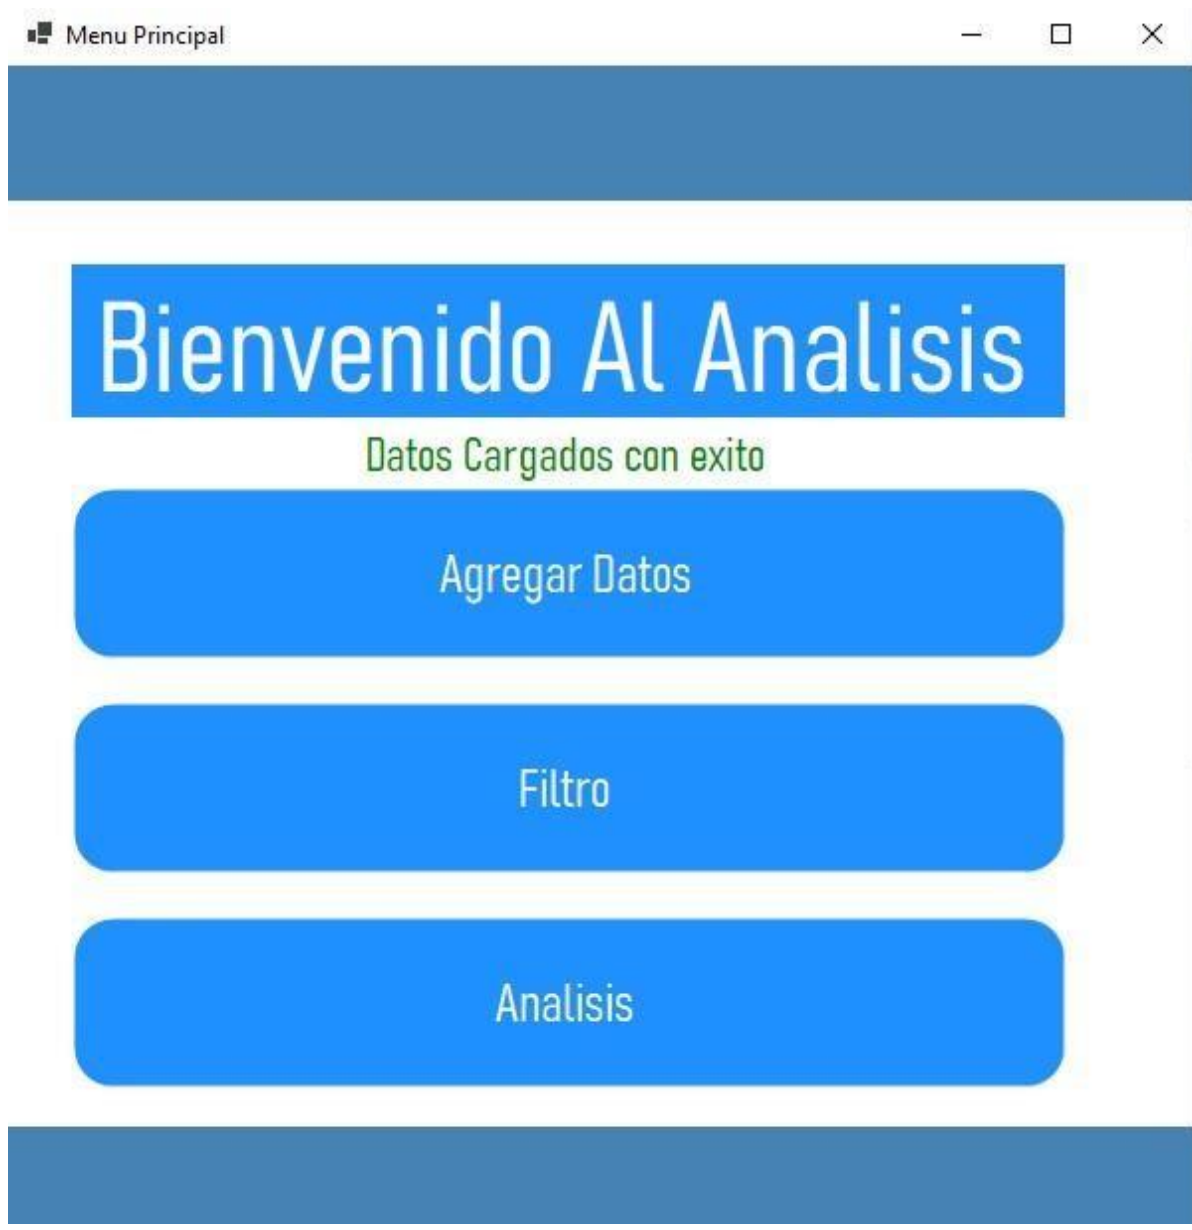 Menu Principal
Bienvenido Al Analisis
Datos Cargados con exito
Agregar Datos
Filtro
Analisis